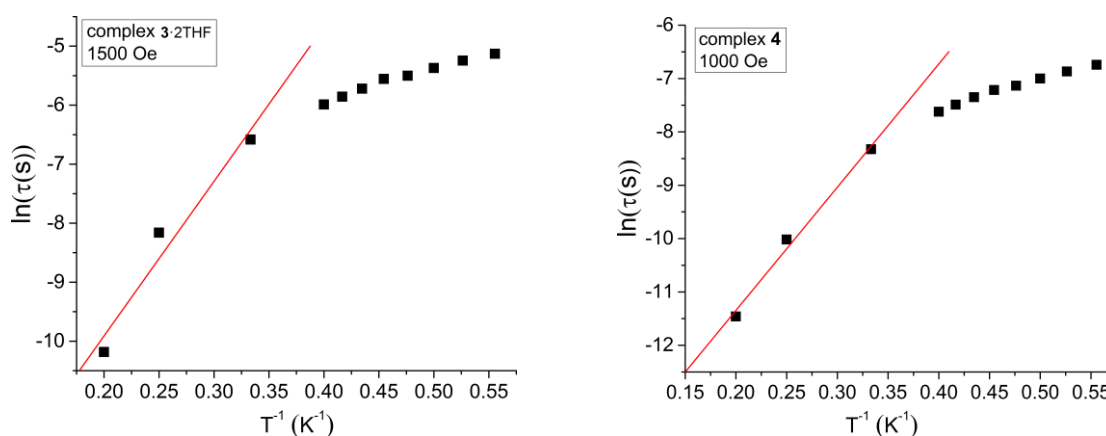 complex 3·2THF
1500 Oe
-5
-6
-7
-8
-9
-10
ln(τ(s))
0.20 0.25 0.30 0.35 0.40 0.45 0.50 0.55
T⁻¹ (K⁻¹)
complex 4
1000 Oe
-6
-7
-8
-9
-10
-11
-12
ln(τ(s))
0.15 0.20 0.25 0.30 0.35 0.40 0.45 0.50 0.55
T⁻¹ (K⁻¹)